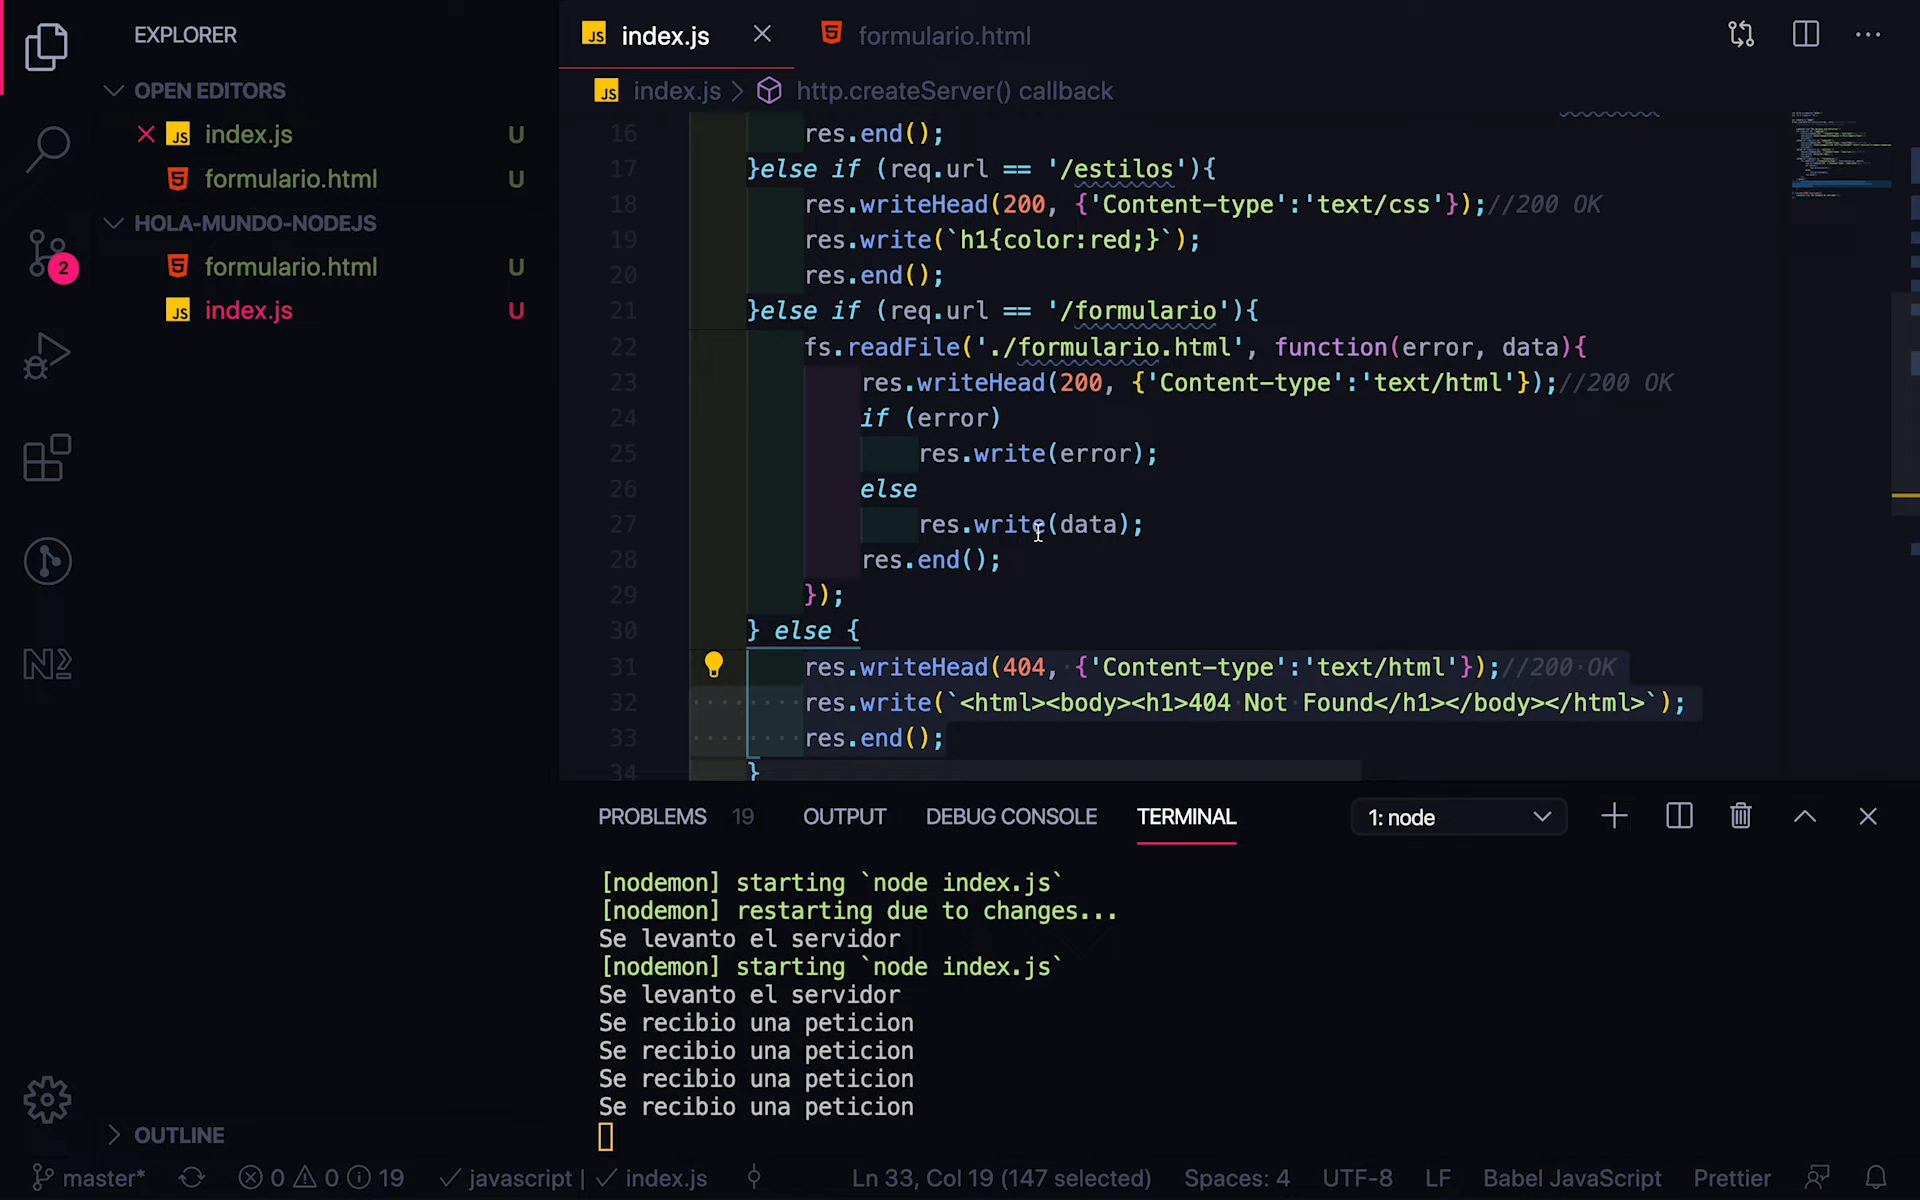 EXPLORER
OPEN EDITORS
JS index.js U
formulario.html U
HOLA-MUNDO-NODEJS
formulario.html U
JS index.js U
2
OUTLINE
JS index.js
formulario.html
JS index.js > http.createServer() callback
16 res.end();
17 }else if (req.url == '/estilos'){
18 res.writeHead(200, {'Content-type':'text/css'});//200 OK
19 res.write(`h1{color:red;}`);
20 res.end();
21 }else if (req.url == '/formulario'){
22 fs.readFile('./formulario.html', function(error, data){
23 res.writeHead(200, {'Content-type':'text/html'});//200 OK
24 if (error)
25 res.write(error);
26 else
27 res.write(data);
28 res.end();
29 });
30 } else {
31 res.writeHead(404, {'Content-type':'text/html'});//200 OK
32 res.write(`<html><body><h1>404 Not Found</h1></body></html>`);
33 res.end();
34 }
PROBLEMS 19 OUTPUT DEBUG CONSOLE TERMINAL 1: node
[nodemon] starting `node index.js`
[nodemon] restarting due to changes...
Se levanto el servidor
[nodemon] starting `node index.js`
Se levanto el servidor
Se recibio una peticion
Se recibio una peticion
Se recibio una peticion
Se recibio una peticion
master* 0 0 19 javascript | index.js Ln 33, Col 19 (147 selected) Spaces: 4 UTF-8 LF Babel JavaScript Prettier